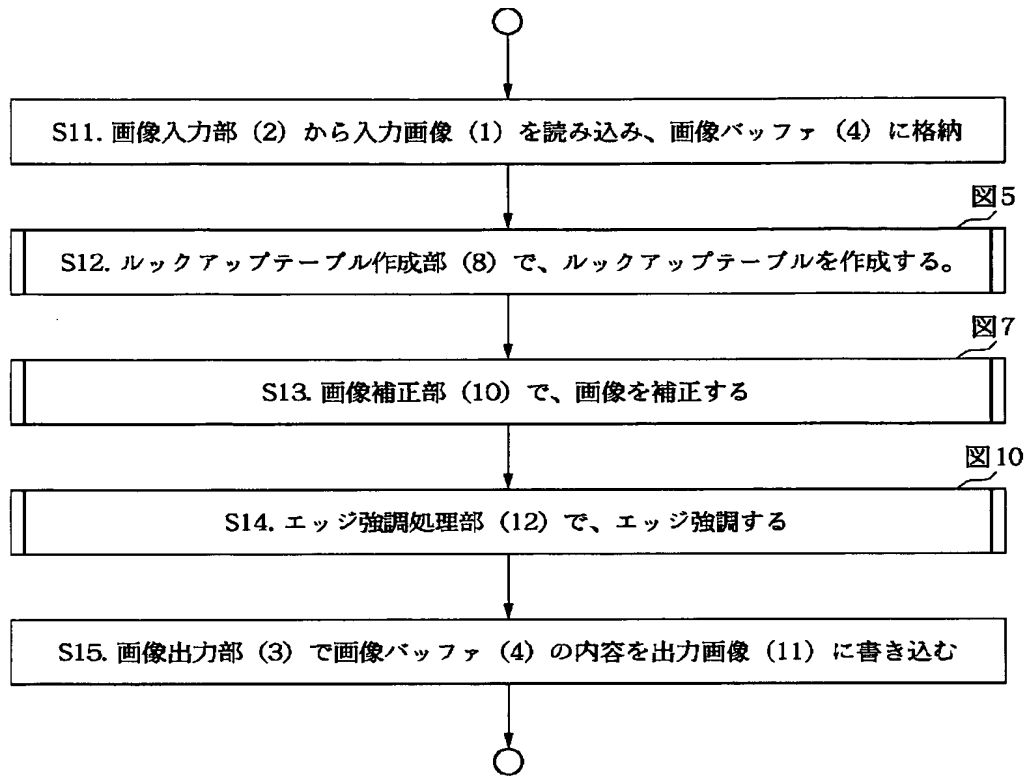 S11. 画像入力部（2）から入力画像（1）を読み込み、画像バッファ（4）に格納
図5
S12. ルックアップテーブル作成部（8）で、ルックアップテーブルを作成する。
図7
S13. 画像補正部（10）で、画像を補正する
図10
S14. エッジ強調処理部（12）で、エッジ強調する
S15. 画像出力部（3）で画像バッファ（4）の内容を出力画像（11）に書き込む